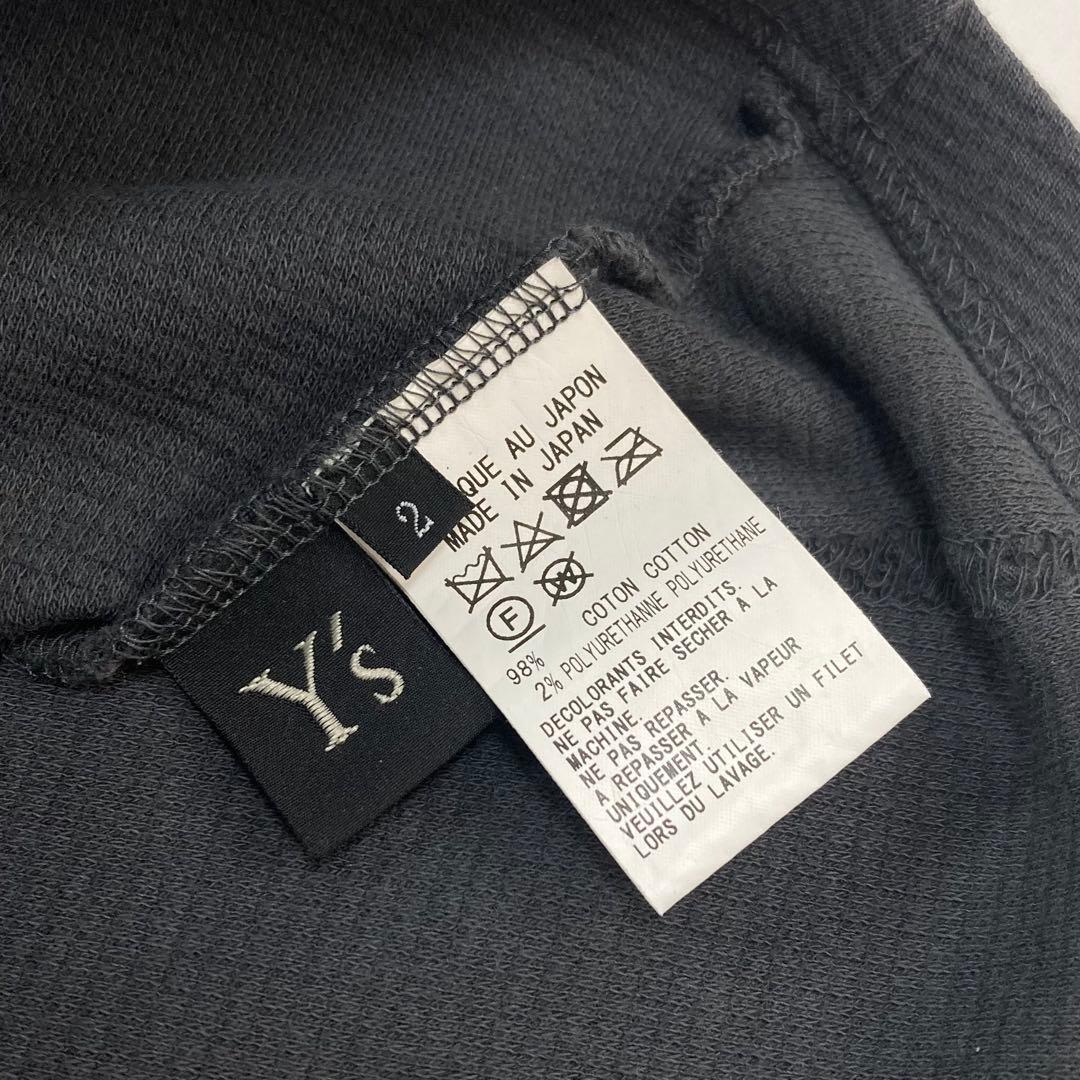 Y's
2
QUE AU JAPON
MADE IN JAPAN
F
W
98% COTON COTTON
2% POLYURETHANNE POLYURETHANE
DECOLORANTS INTERDITS.
NE PAS FAIRE SECHER À LA
MACHINE.
NE PAS REPASSER.
A REPASSER À LA VAPEUR
UNIQUEMENT.
VEUILLEZ UTILISER UN FILET
LORS DU LAVAGE.